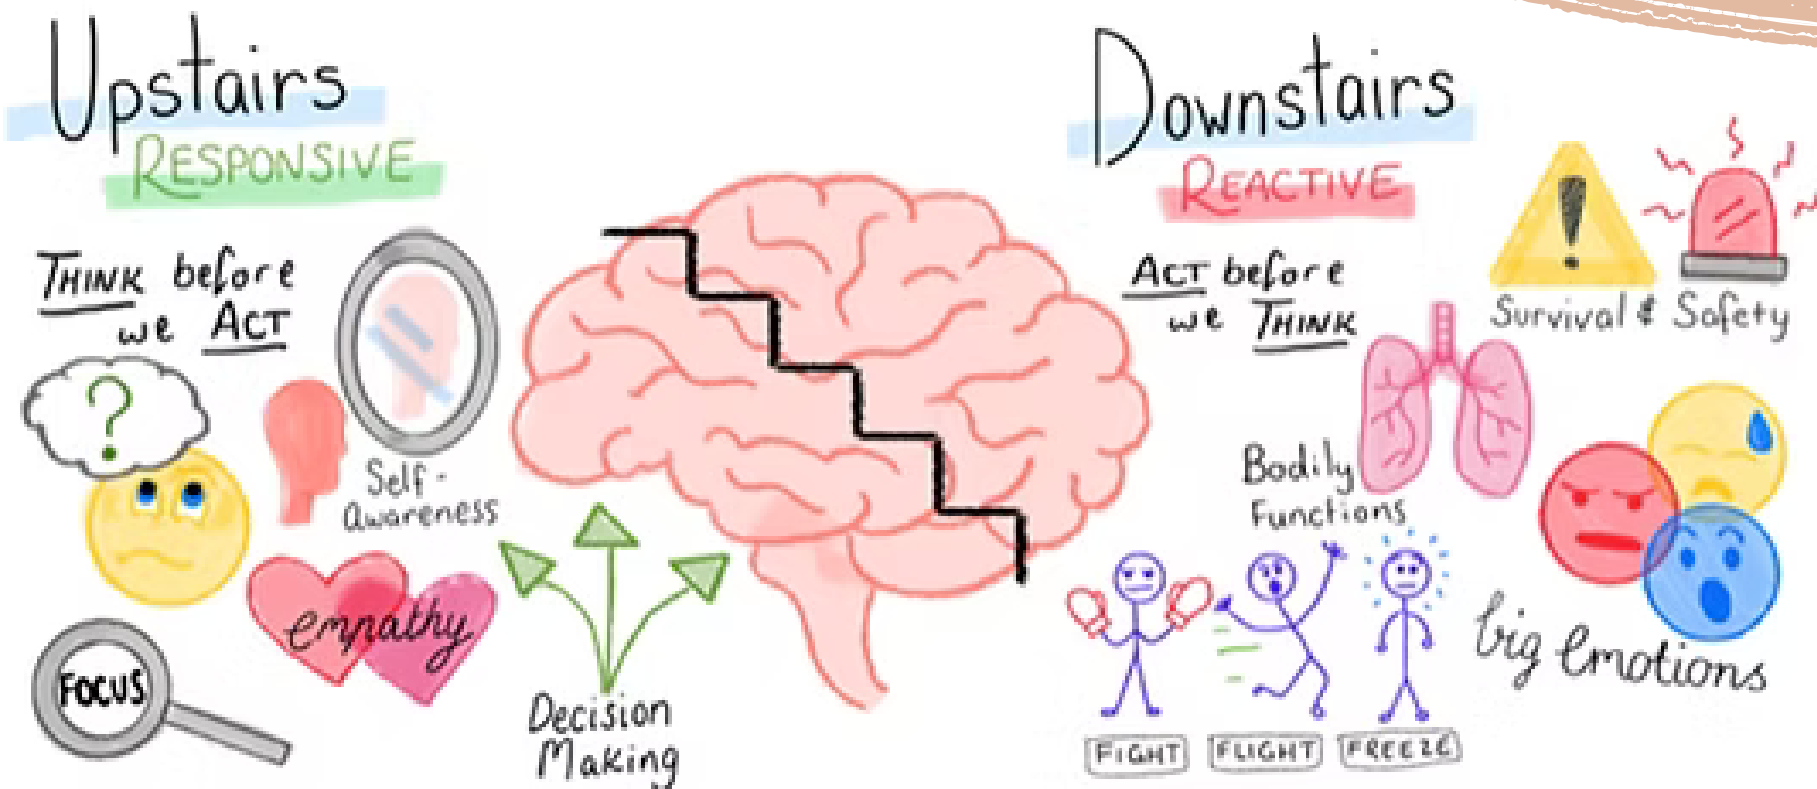 Upstairs
RESPONSIVE
THINK before
we ACT
?
Self-
Awareness
empathy
FOCUS
Decision
Making
Downstairs
REACTIVE
ACT before
we THINK
!
Survival & Safety
Bodily
Functions
big emotions
FIGHT
FLIGHT
FREEZE